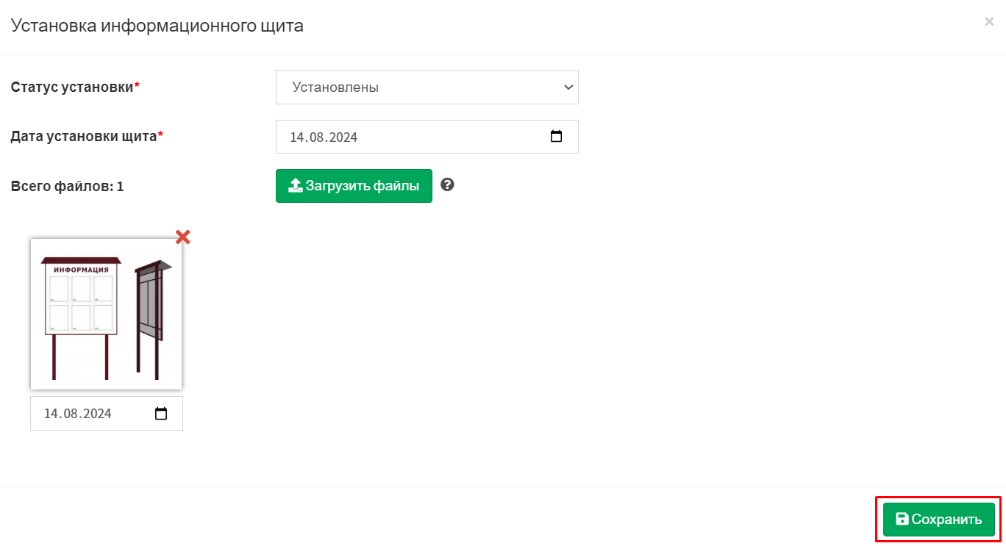 Установка информационного щита
Статус установки*
Установлены
Дата установки щита*
14.08.2024
Всего файлов: 1
Загрузить файлы
ИНФОРМАЦИЯ
14.08.2024
Сохранить